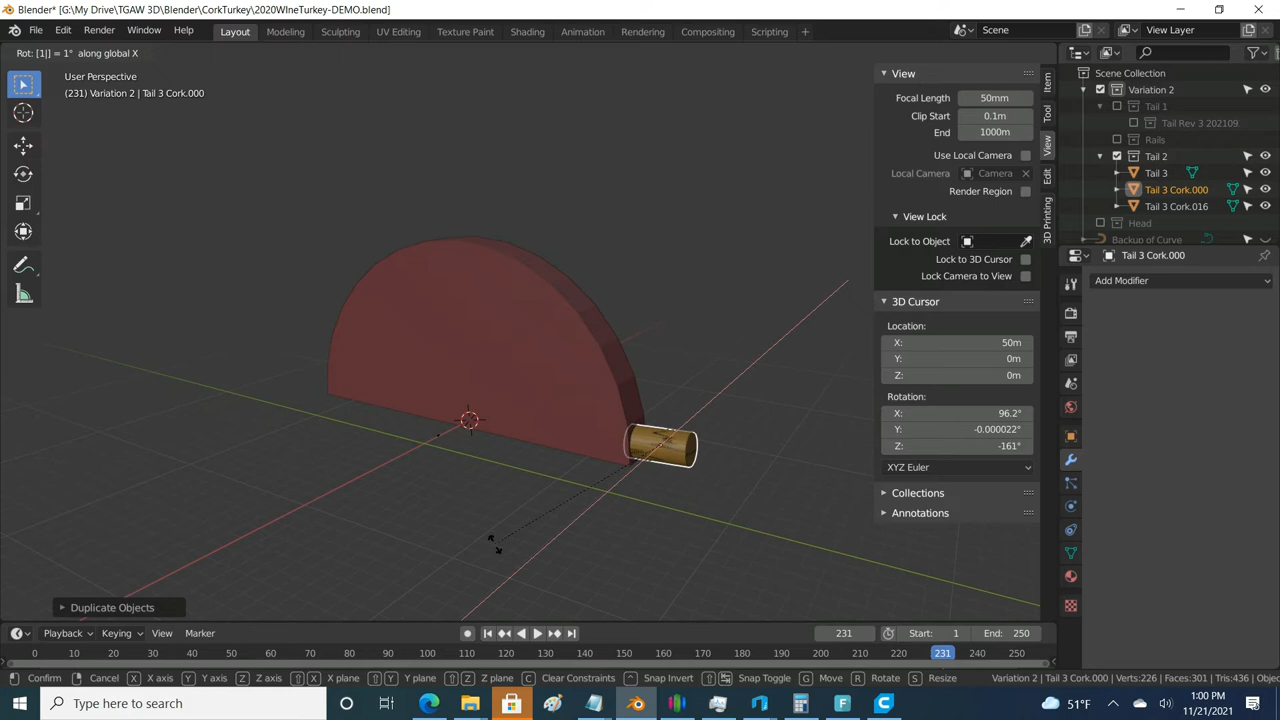 Blender* [G:\My Drive\TGAW 3D\Blender\CorkTurkey\2020WIneTurkey-DEMO.blend]
File Edit Render Window Help Layout Modeling Sculpting UV Editing Texture Paint Shading Animation Rendering Compositing Scripting Scene View Layer
Rot: [1|] = 1° along global X
User Perspective
(231) Variation 2 | Tail 3 Cork.000
View
Focal Length 50mm
Clip Start 0.1m
End 1000m
Use Local Camera
Local Camera Camera
Render Region
View Lock
Lock to Object
Lock to 3D Cursor
Lock Camera to View
3D Cursor
Location:
X: 50m
Y: 0m
Z: 0m
Rotation:
X: 96.2°
Y: -0.000022°
Z: -161°
XYZ Euler
Collections
Annotations
Item
Tool
View
Edit
3D Printing
Scene Collection
Variation 2
Tail 1
Tail Rev 3 202109
Rails
Tail 2
Tail 3
Tail 3 Cork.000
Tail 3 Cork.016
Head
Backup of Curve
Tail 3 Cork.000
Add Modifier
Duplicate Objects
Playback Keying View Marker 231 Start: 1 End: 250
0 10 20 30 40 50 60 70 80 90 100 110 120 130 140 150 160 170 180 190 200 210 220 231 240 250
Confirm Cancel X X axis Y Y axis Z Z axis X X plane Y Y plane Z Z plane C Clear Constraints Snap Invert Snap Toggle G Move R Rotate S Resize Variation 2 | Tail 3 Cork.000 | Verts:226 | Faces:301 | Tris:436 | Objec
Type here to search
51°F
1:00 PM
11/21/2021